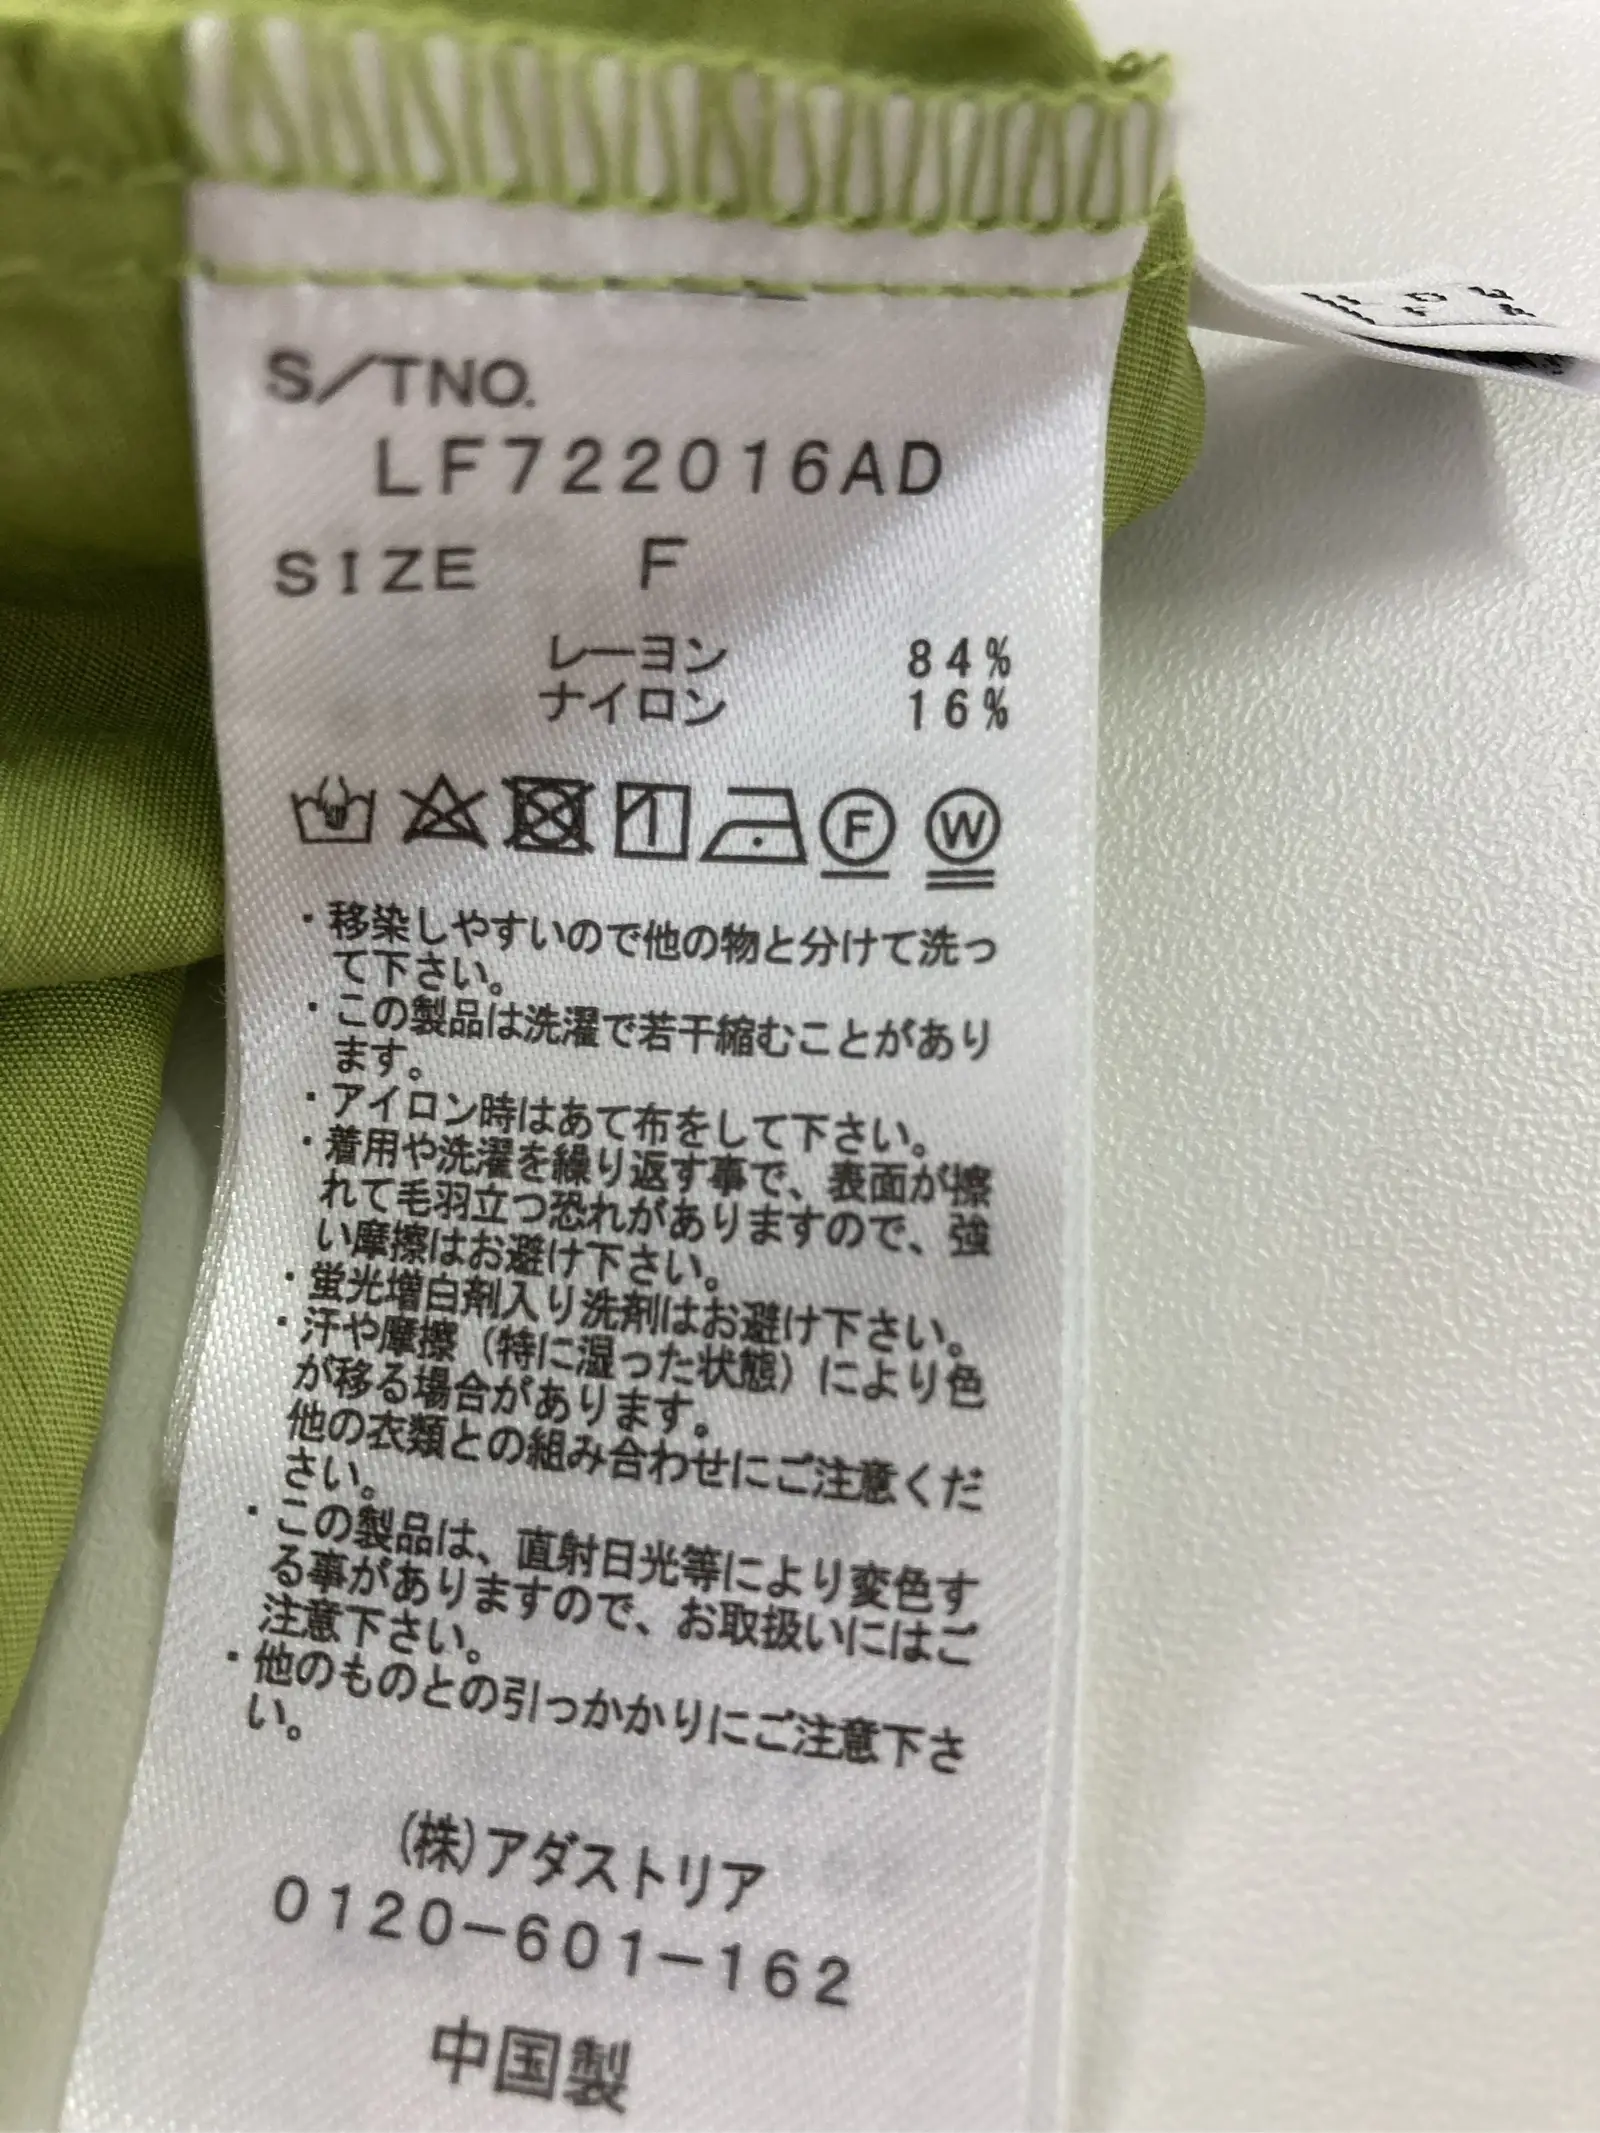 S/TNO.
LF722016AD
SIZE F
レーヨン 84%
ナイロン 16%
F W
・移染しやすいので他の物と分けて洗っ
て下さい。
・この製品は洗濯で若干縮むことがあり
ます。
・アイロン時はあて布をして下さい。
・着用や洗濯を繰り返す事で、表面が擦
れて毛羽立つ恐れがありますので、強
い摩擦はお避け下さい。
・蛍光増白剤入り洗剤はお避け下さい。
・汗や摩擦（特に湿った状態）により色
が移る場合があります。
他の衣類との組み合わせにご注意くだ
さい。
・この製品は、直射日光等により変色す
る事がありますので、お取扱いにはご
注意下さい。
・他のものとの引っかかりにご注意下さ
い。
(株)アダストリア
0120-601-162
中国製